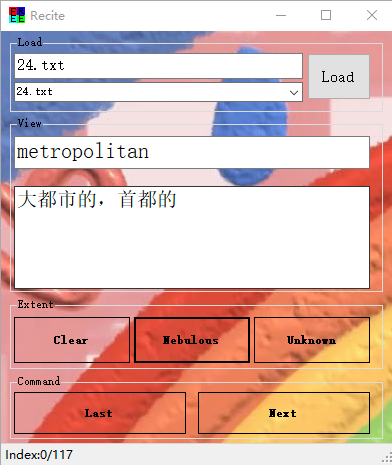 Recite
Load
24.txt
Load
24.txt
View
metropolitan
大都市的，首都的
Extent
Clear
Nebulous
Unknown
Command
Last
Next
Index:0/117